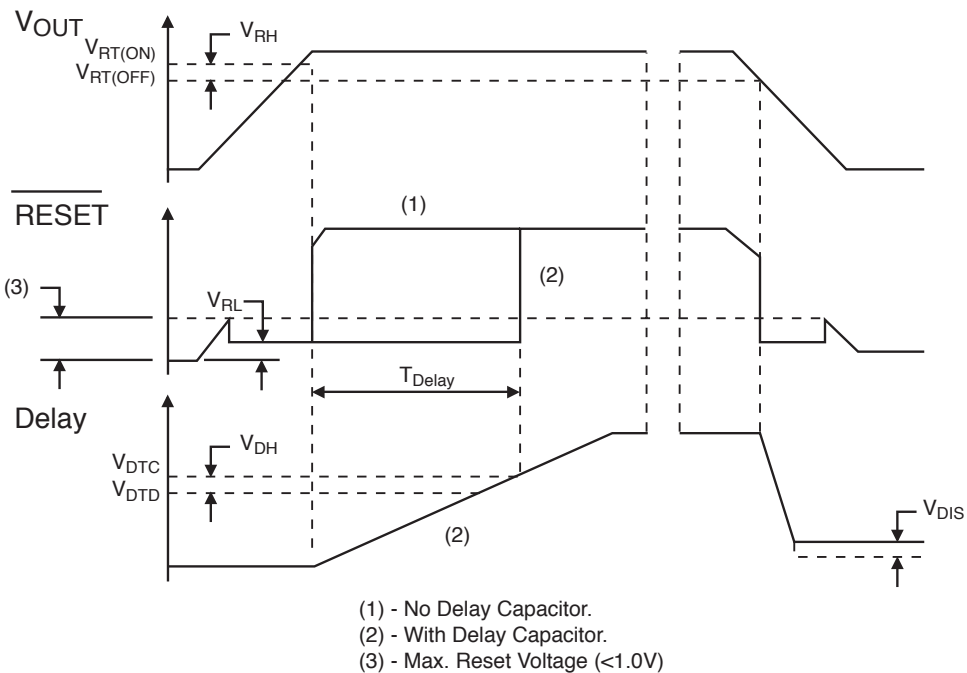 VOUT
VRH
VRT(ON)
VRT(OFF)
RESET
(1)
(2)
(3)
VRL
TDelay
Delay
VDH
VDTC
VDTD
(2)
VDIS
(1) - No Delay Capacitor.
(2) - With Delay Capacitor.
(3) - Max. Reset Voltage (<1.0V)